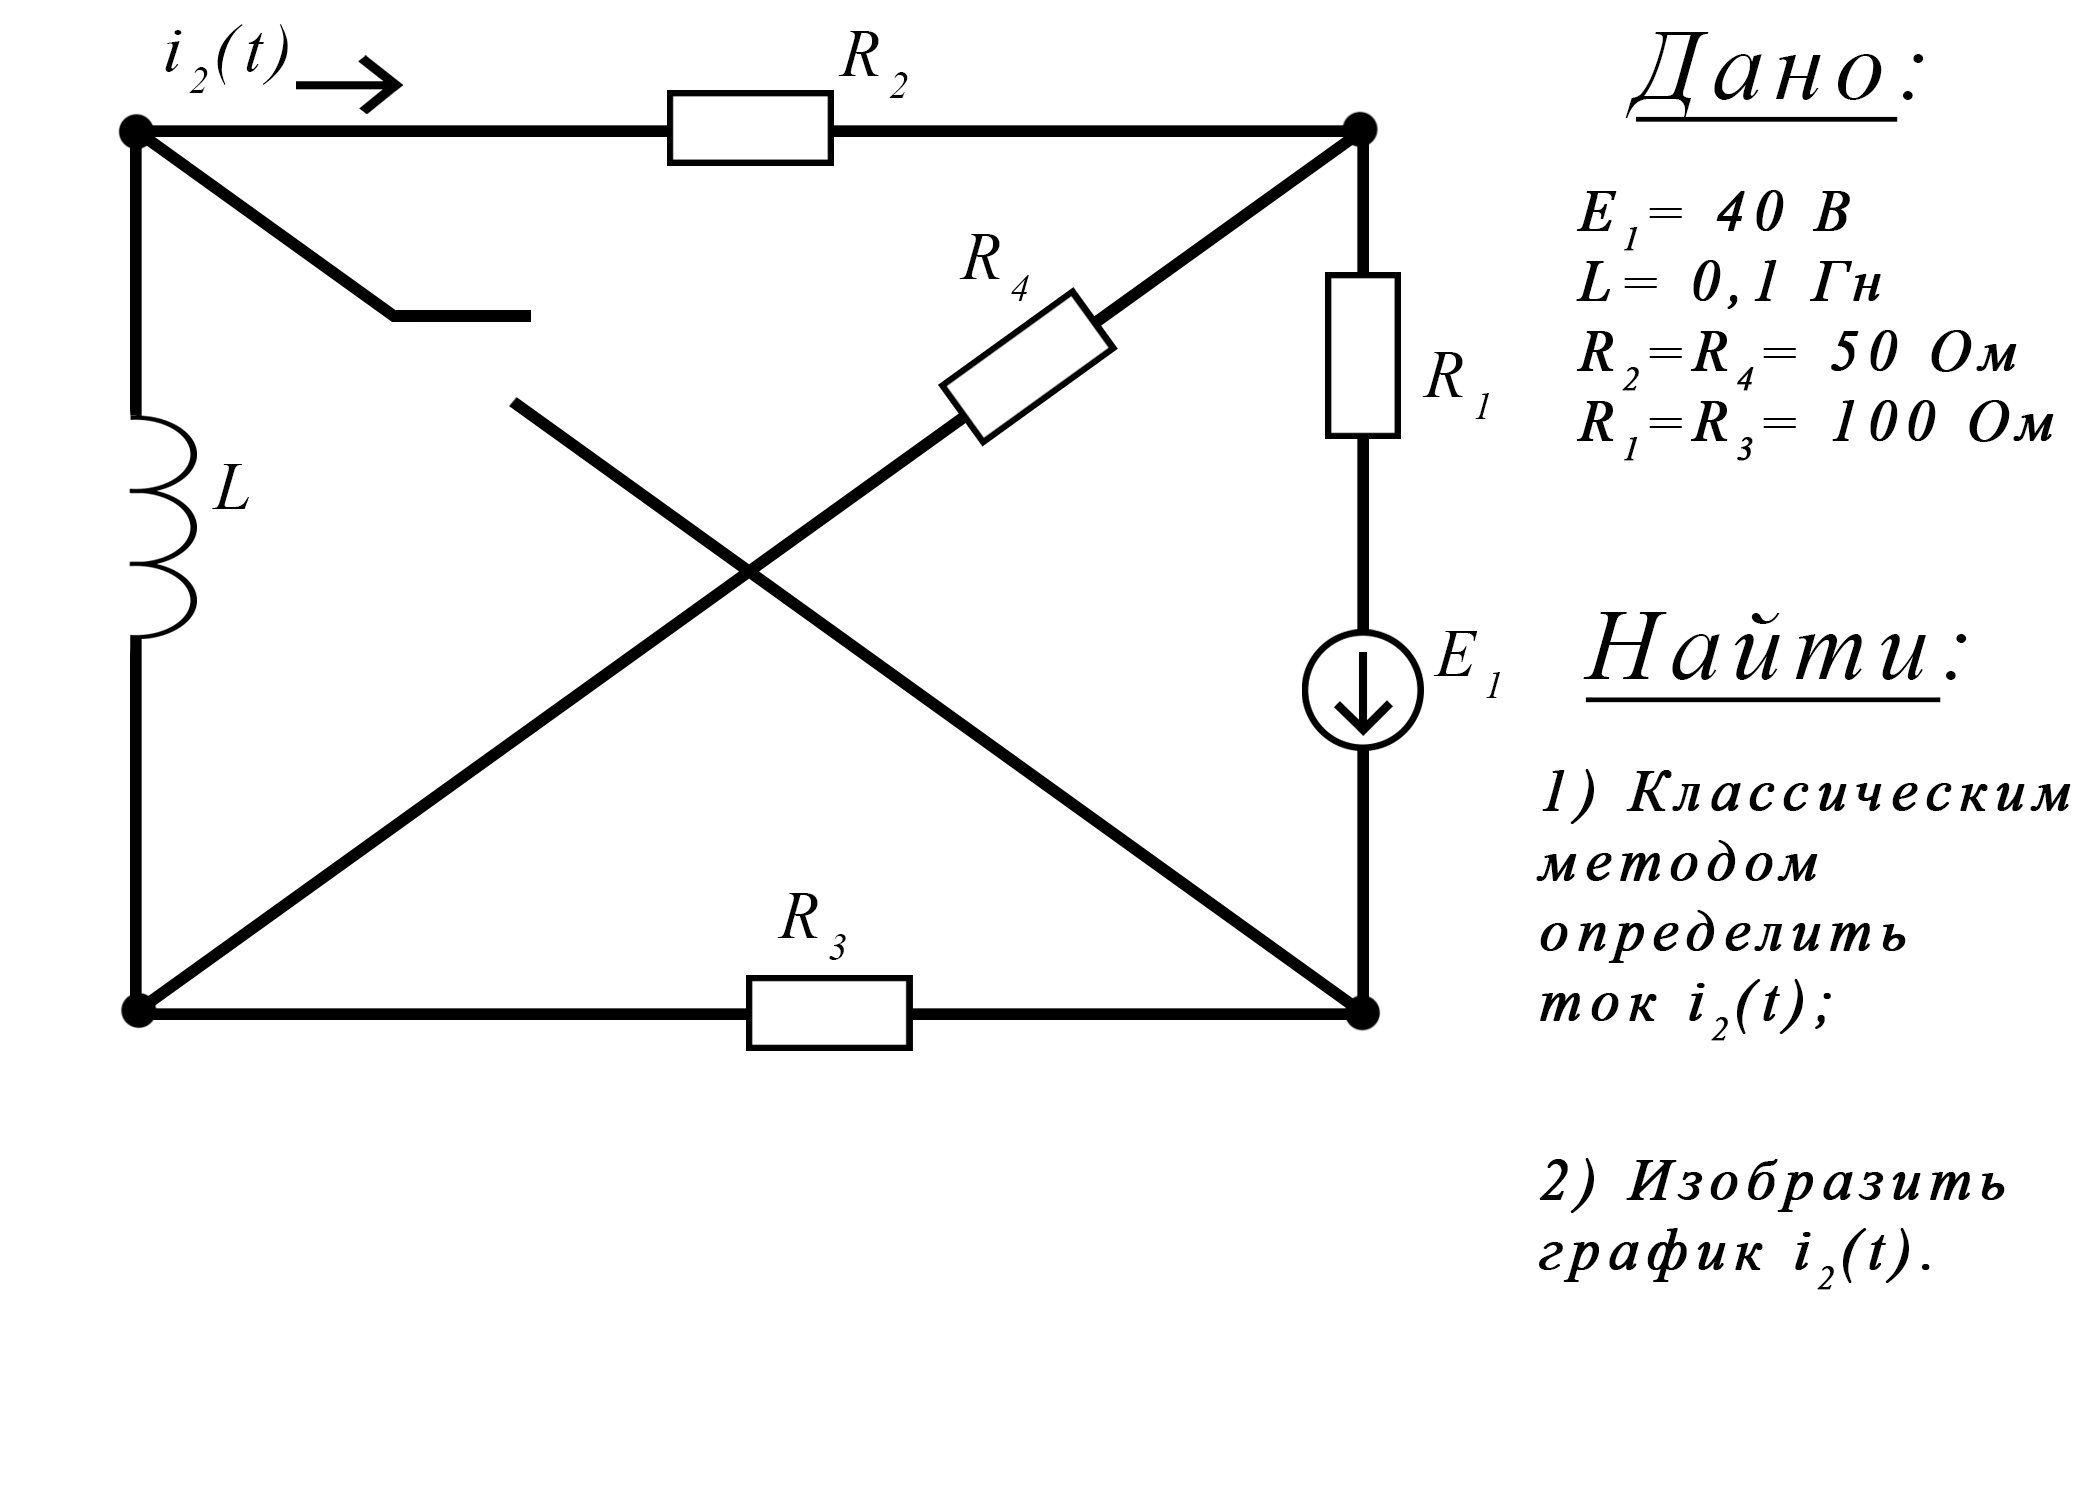 i₂(t)
R₂
R₄
R₁
L
E₁
R₃
Дано:
E₁= 40 В
L= 0,1 Гн
R₂=R₄= 50 Ом
R₁=R₃= 100 Ом
Найти:
1) Классическим
методом
определить
ток i₂(t);
2) Изобразить
график i₂(t).